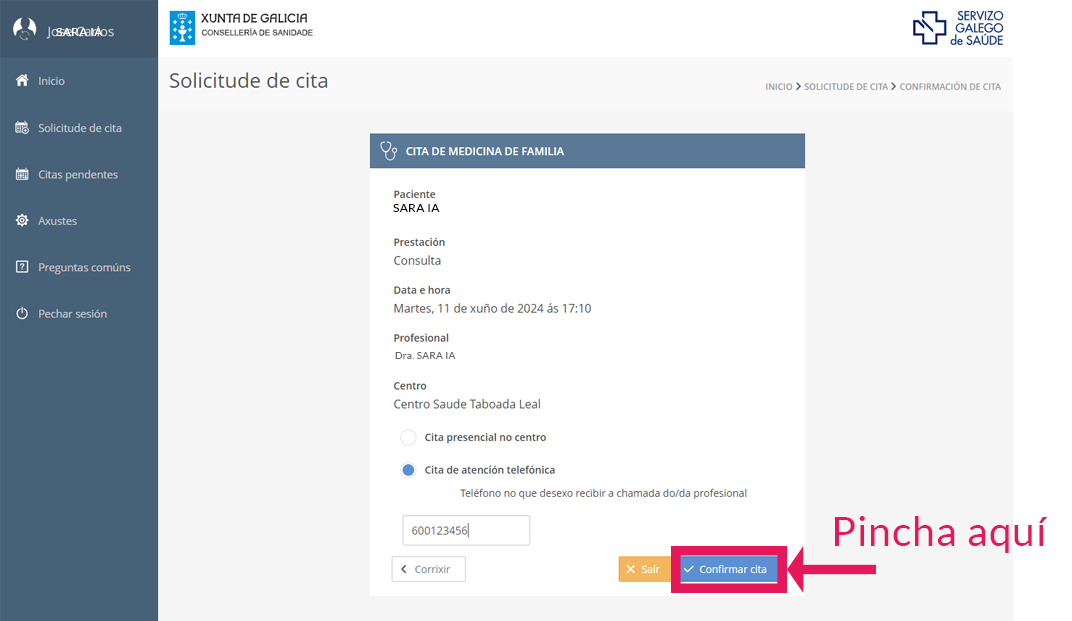 SARA IA
XUNTA DE GALICIA
CONSELLERÍA DE SANIDADE
SERVIZO
GALEGO
de SAÚDE
Inicio
Solicitude de cita
Citas pendentes
Axustes
Preguntas comúns
Pechar sesión
Solicitude de cita
INICIO > SOLICITUDE DE CITA > CONFIRMACIÓN DE CITA
CITA DE MEDICINA DE FAMILIA
Paciente
SARA IA
Prestación
Consulta
Data e hora
Martes, 11 de xuño de 2024 ás 17:10
Profesional
Dra. SARA IA
Centro
Centro Saude Taboada Leal
Cita presencial no centro
Cita de atención telefónica
Teléfono no que desexo recibir a chamada do/da profesional
600123456
Corrixir
Saír
Confirmar cita
Pincha aquí